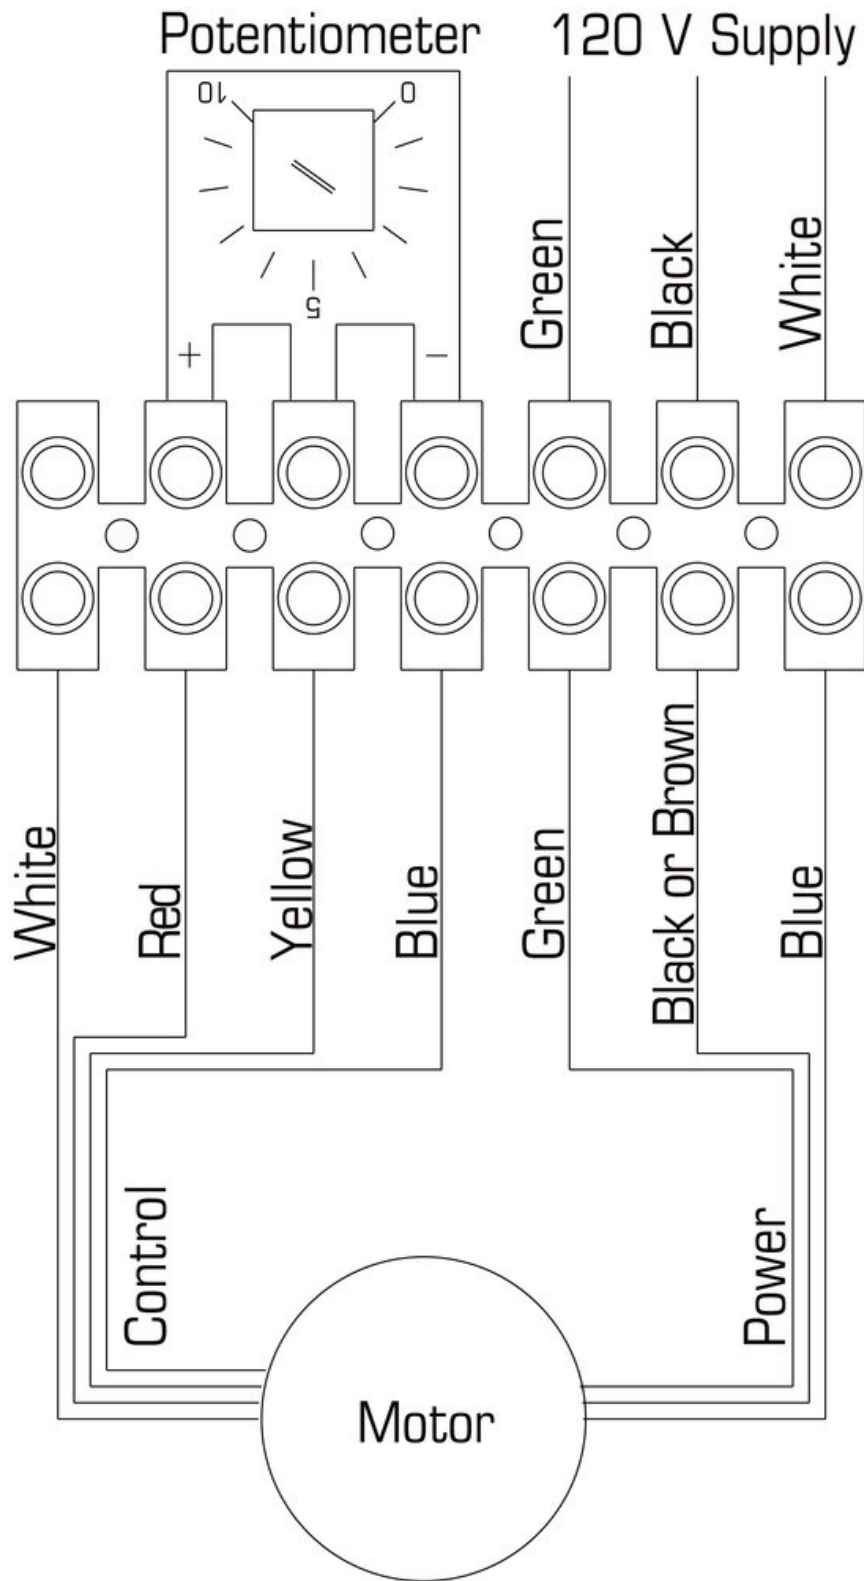 Potentiometer
120 V Supply
10
0
5
+
−
Green
Black
White
White
Red
Yellow
Blue
Green
Black or Brown
Blue
Control
Power
Motor